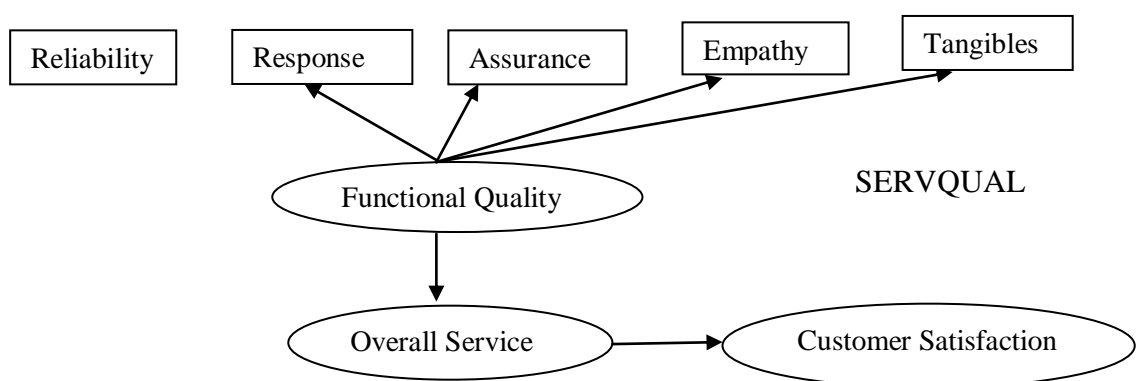 Reliability
Response
Assurance
Empathy
Tangibles
Functional Quality
SERVQUAL
Overall Service
Customer Satisfaction